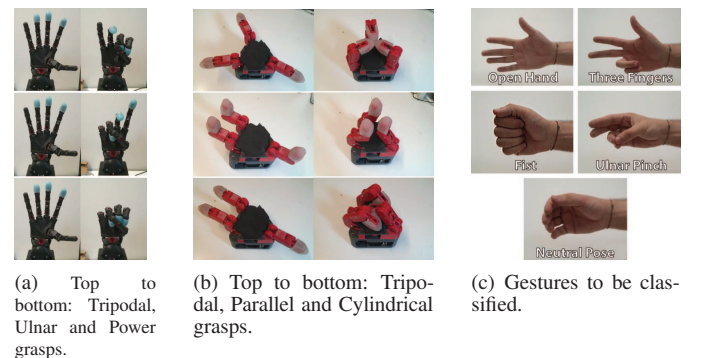 Open Hand
Three Fingers
Fist
Ulnar Pinch
Neutral Pose
(a) Top to
bottom: Tripodal,
Ulnar and Power
grasps.
(b) Top to bottom: Tripo-
dal, Parallel and Cylindrical
grasps.
(c) Gestures to be clas-
sified.